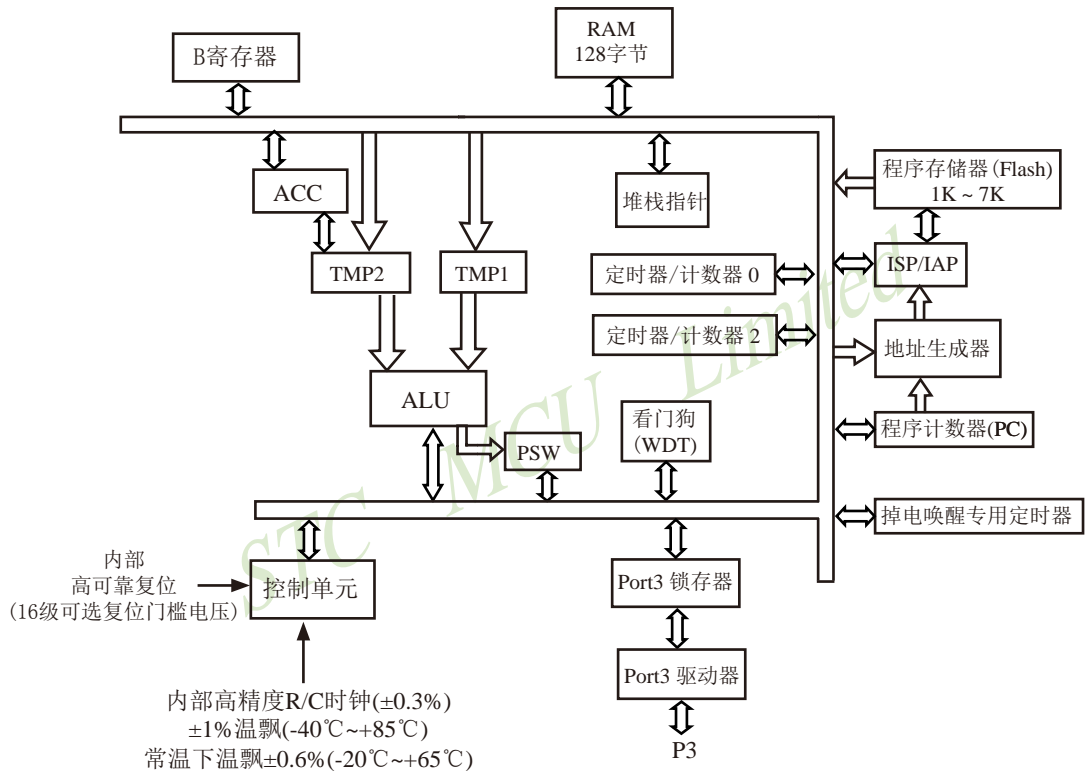 B寄存器
RAM
128字节
ACC
堆栈指针
程序存储器(Flash)
1K ~ 7K
TMP2
TMP1
定时器/计数器 0
ISP/IAP
定时器/计数器 2
地址生成器
ALU
看门狗
(WDT)
PSW
程序计数器(PC)
掉电唤醒专用定时器
内部
高可靠复位
(16级可选复位门槛电压)
控制单元
Port3 锁存器
Port3 驱动器
P3
内部高精度R/C时钟(±0.3%)
±1%温飘(-40℃~+85℃)
常温下温飘±0.6%(-20℃~+65℃)
STC MCU Limited